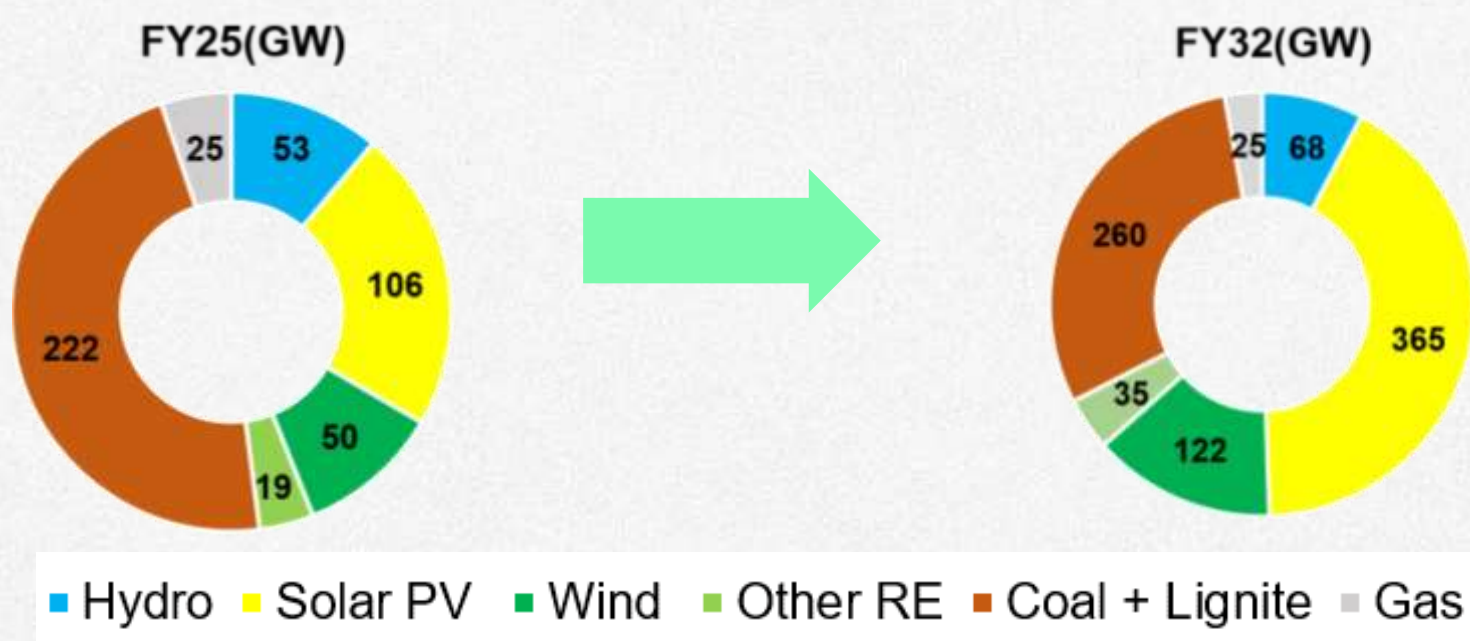 FY25(GW)
25
53
106
222
50
19
FY32(GW)
25
68
260
365
35
122
Hydro
Solar PV
Wind
Other RE
Coal + Lignite
Gas